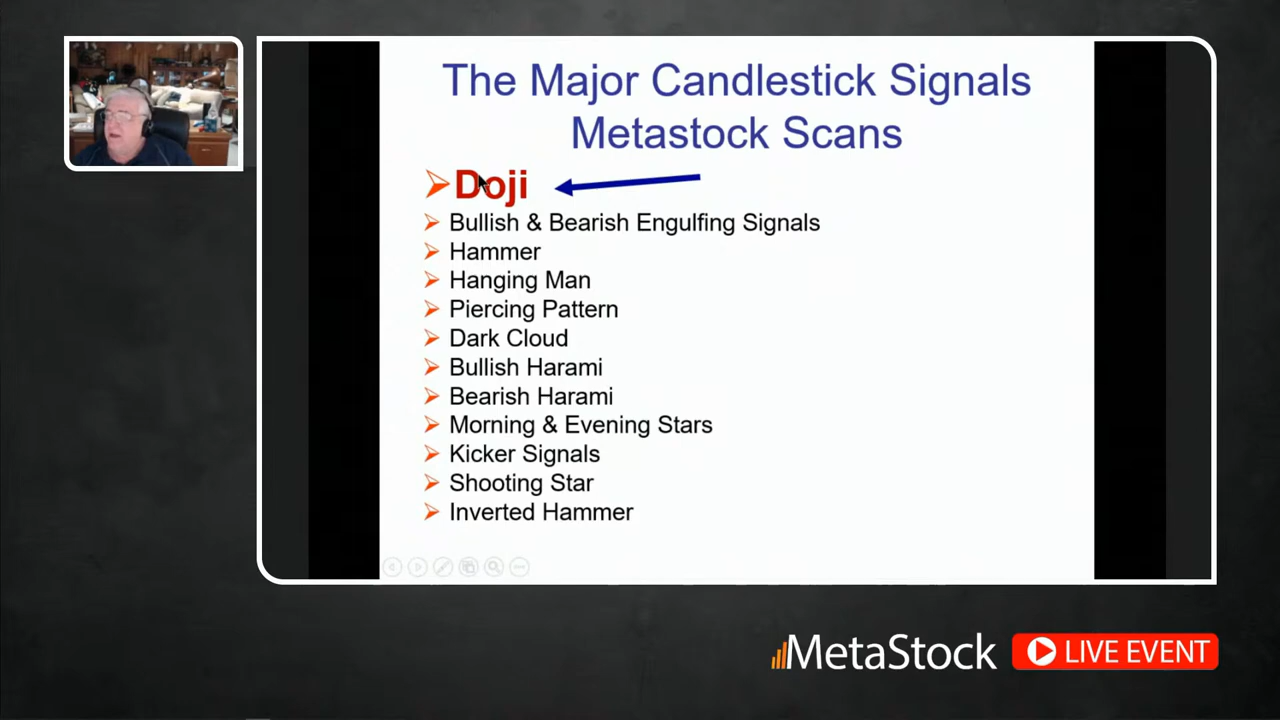 The Major Candlestick Signals
Metastock Scans
Doji
Bullish & Bearish Engulfing Signals
Hammer
Hanging Man
Piercing Pattern
Dark Cloud
Bullish Harami
Bearish Harami
Morning & Evening Stars
Kicker Signals
Shooting Star
Inverted Hammer
MetaStock LIVE EVENT